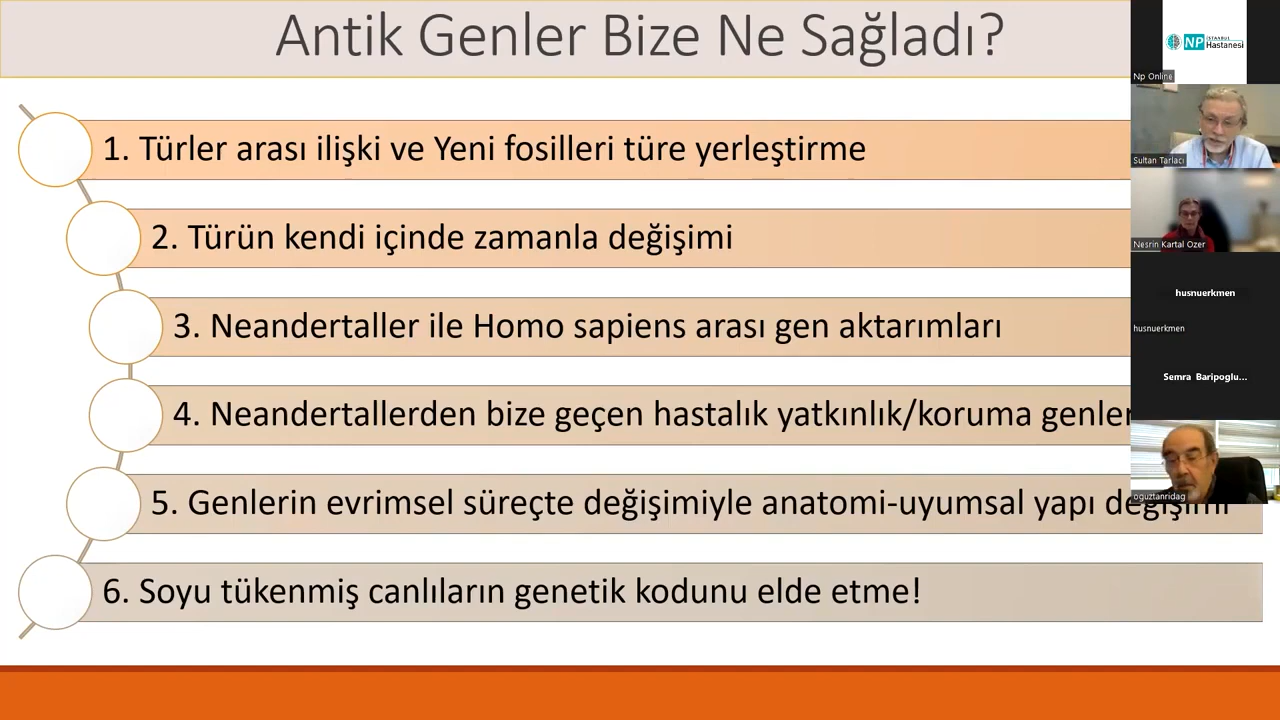 Antik Genler Bize Ne Sağladı?
1. Türler arası ilişki ve Yeni fosilleri türe yerleştirme
2. Türün kendi içinde zamanla değişimi
3. Neandertaller ile Homo sapiens arası gen aktarımları
4. Neandertallerden bize geçen hastalık yatkınlık/koruma genler
5. Genlerin evrimsel süreçte değişimiyle anatomi-uyumsal yapı değişimi
6. Soyu tükenmiş canlıların genetik kodunu elde etme!
NP
İSTANBUL
Hastanesi
Np Online
Sultan Tarlacı
Nesrin Kartal Ozer
husnuerkmen
husnuerkmen
Semra Baripoglu...
oguztanridag